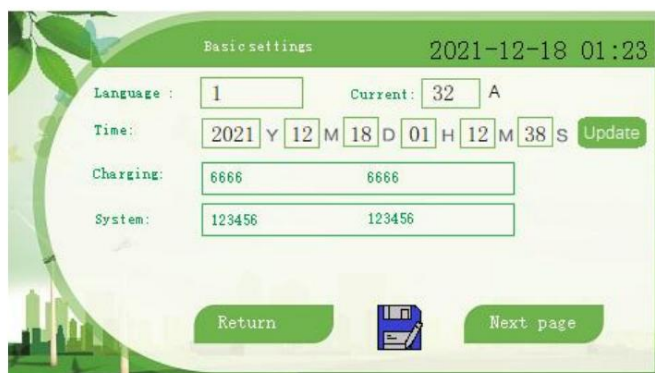 Basic settings 2021-12-18 01:23
Language : 1 Current: 32 A
Time: 2021 Y 12 M 18 D 01 H 12 M 38 S Update
Charging: 6666 6666
System: 123456 123456
Return Next page